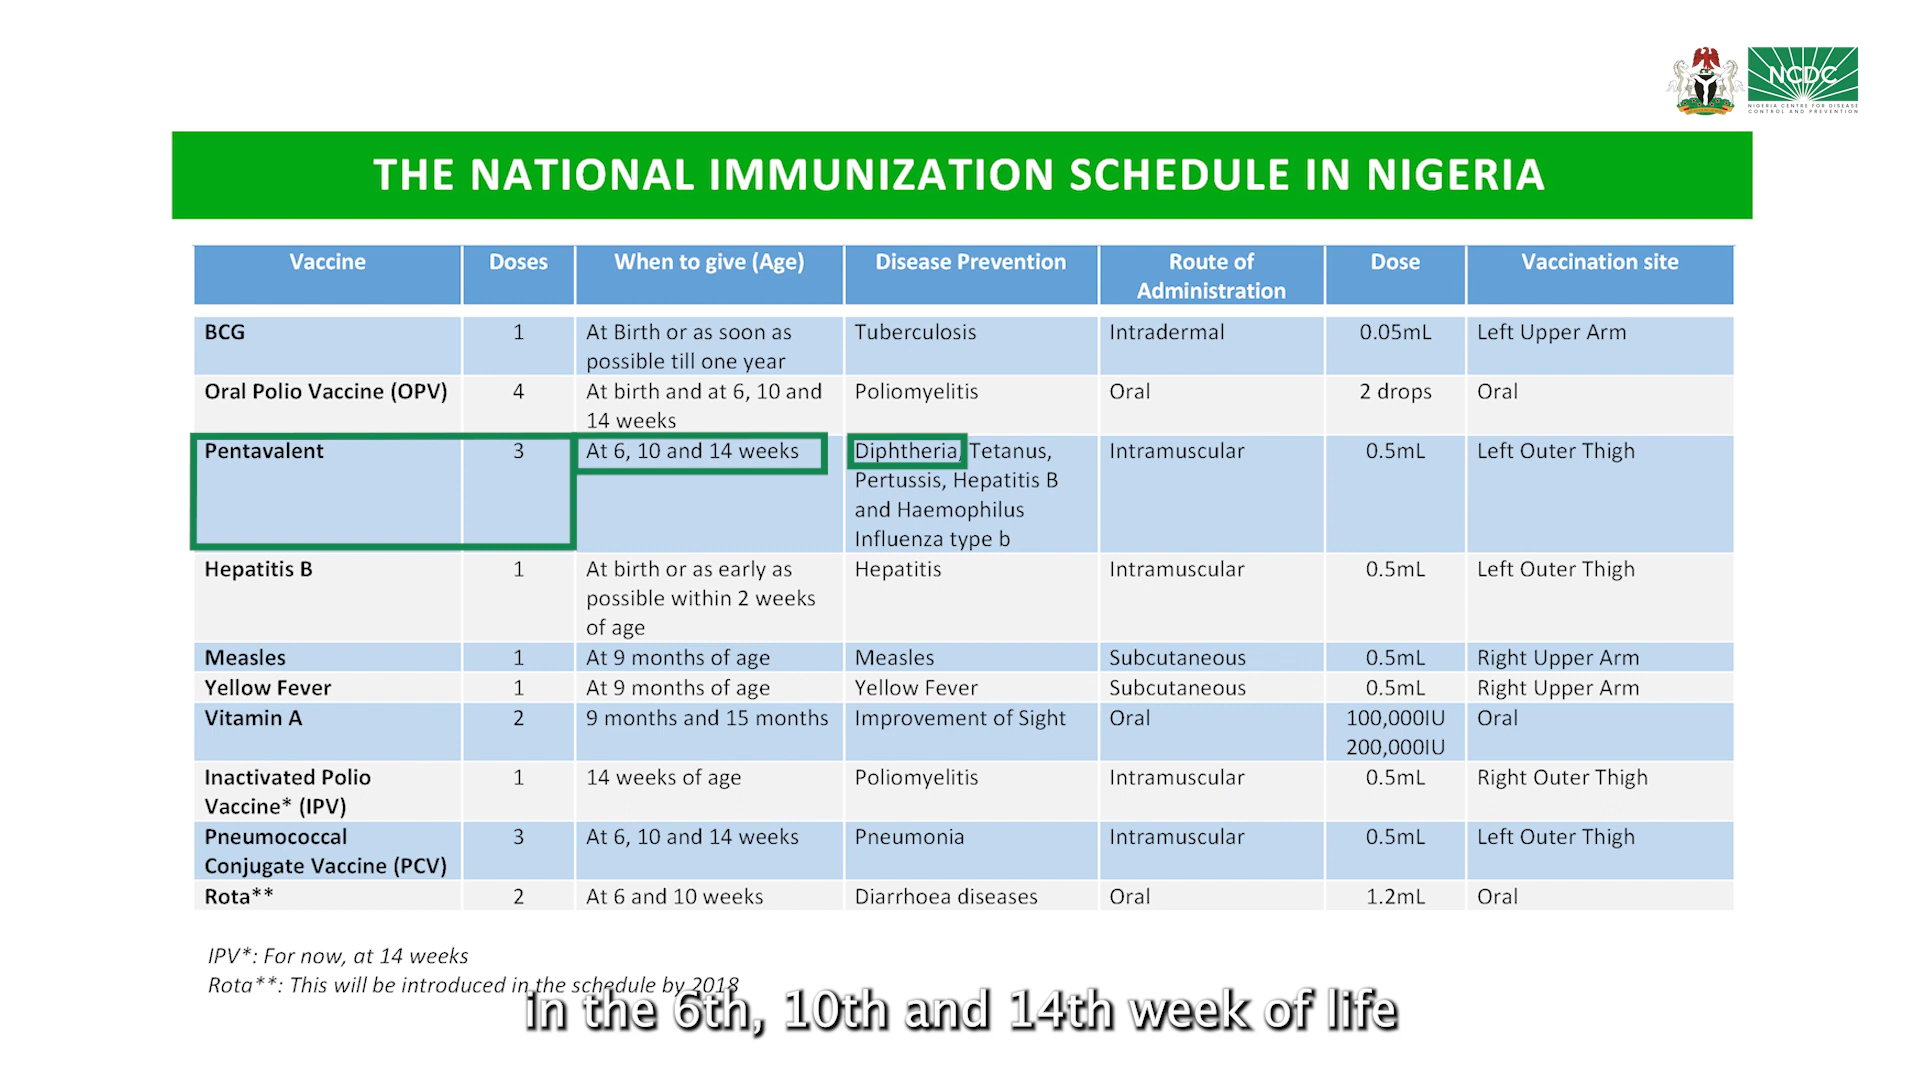 NCDC
NIGERIA CENTRE FOR DISEASE
CONTROL AND PREVENTION
THE NATIONAL IMMUNIZATION SCHEDULE IN NIGERIA
Vaccine Doses When to give (Age) Disease Prevention Route of Administration Dose Vaccination site
BCG 1 At Birth or as soon as possible till one year Tuberculosis Intradermal 0.05mL Left Upper Arm
Oral Polio Vaccine (OPV) 4 At birth and at 6, 10 and 14 weeks Poliomyelitis Oral 2 drops Oral
Pentavalent 3 At 6, 10 and 14 weeks Diphtheria, Tetanus, Pertussis, Hepatitis B and Haemophilus Influenza type b Intramuscular 0.5mL Left Outer Thigh
Hepatitis B 1 At birth or as early as possible within 2 weeks of age Hepatitis Intramuscular 0.5mL Left Outer Thigh
Measles 1 At 9 months of age Measles Subcutaneous 0.5mL Right Upper Arm
Yellow Fever 1 At 9 months of age Yellow Fever Subcutaneous 0.5mL Right Upper Arm
Vitamin A 2 9 months and 15 months Improvement of Sight Oral 100,000IU 200,000IU Oral
Inactivated Polio Vaccine* (IPV) 1 14 weeks of age Poliomyelitis Intramuscular 0.5mL Right Outer Thigh
Pneumococcal Conjugate Vaccine (PCV) 3 At 6, 10 and 14 weeks Pneumonia Intramuscular 0.5mL Left Outer Thigh
Rota** 2 At 6 and 10 weeks Diarrhoea diseases Oral 1.2mL Oral
IPV*: For now, at 14 weeks
Rota**: This will be introduced in the schedule by 2018
in the 6th, 10th and 14th week of life